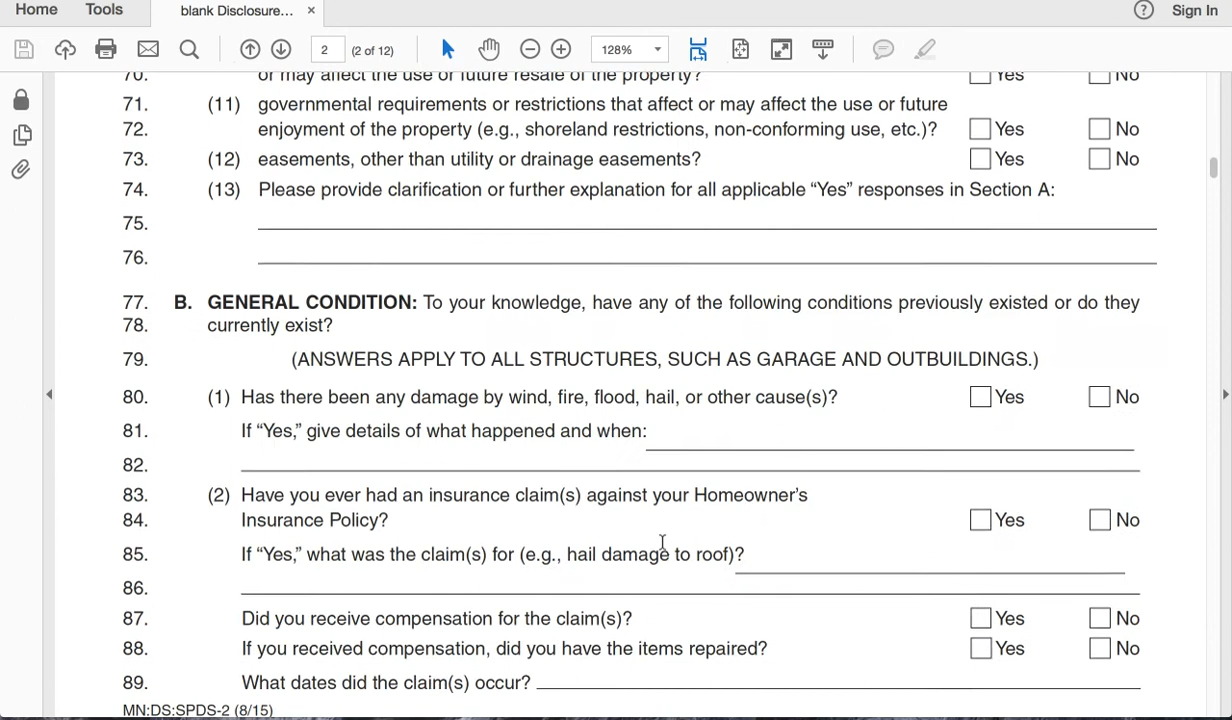 Home Tools blank Disclosure... × ? Sign In
2 (2 of 12) 128%
70. or may affect the use or future resale of the property? Yes No
71. (11) governmental requirements or restrictions that affect or may affect the use or future
72. enjoyment of the property (e.g., shoreland restrictions, non-conforming use, etc.)? Yes No
73. (12) easements, other than utility or drainage easements? Yes No
74. (13) Please provide clarification or further explanation for all applicable “Yes” responses in Section A:
75.
76.
77. B. GENERAL CONDITION: To your knowledge, have any of the following conditions previously existed or do they
78. currently exist?
79. (ANSWERS APPLY TO ALL STRUCTURES, SUCH AS GARAGE AND OUTBUILDINGS.)
80. (1) Has there been any damage by wind, fire, flood, hail, or other cause(s)? Yes No
81. If “Yes,” give details of what happened and when:
82.
83. (2) Have you ever had an insurance claim(s) against your Homeowner’s
84. Insurance Policy? Yes No
85. If “Yes,” what was the claim(s) for (e.g., hail damage to roof)?
86.
87. Did you receive compensation for the claim(s)? Yes No
88. If you received compensation, did you have the items repaired? Yes No
89. What dates did the claim(s) occur?
MN:DS:SPDS-2 (8/15)